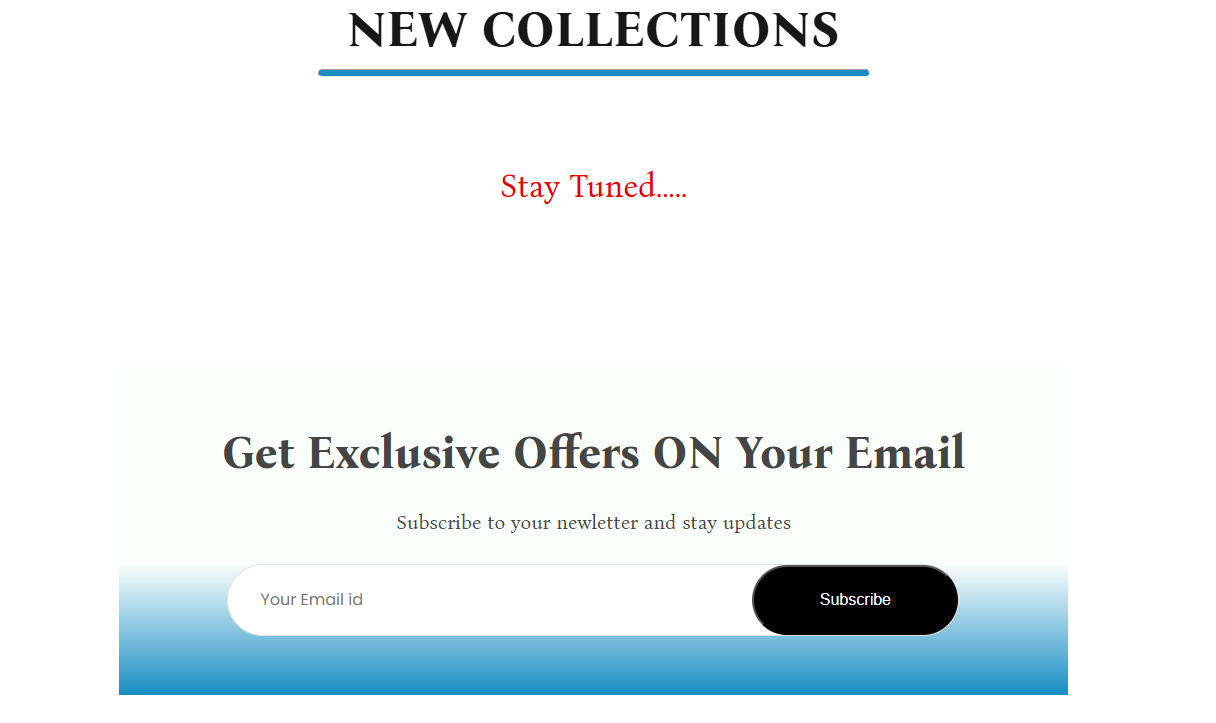 NEW COLLECTIONS
Stay Tuned.....
Get Exclusive Offers ON Your Email
Subscribe to your newletter and stay updates
Your Email id
Subscribe